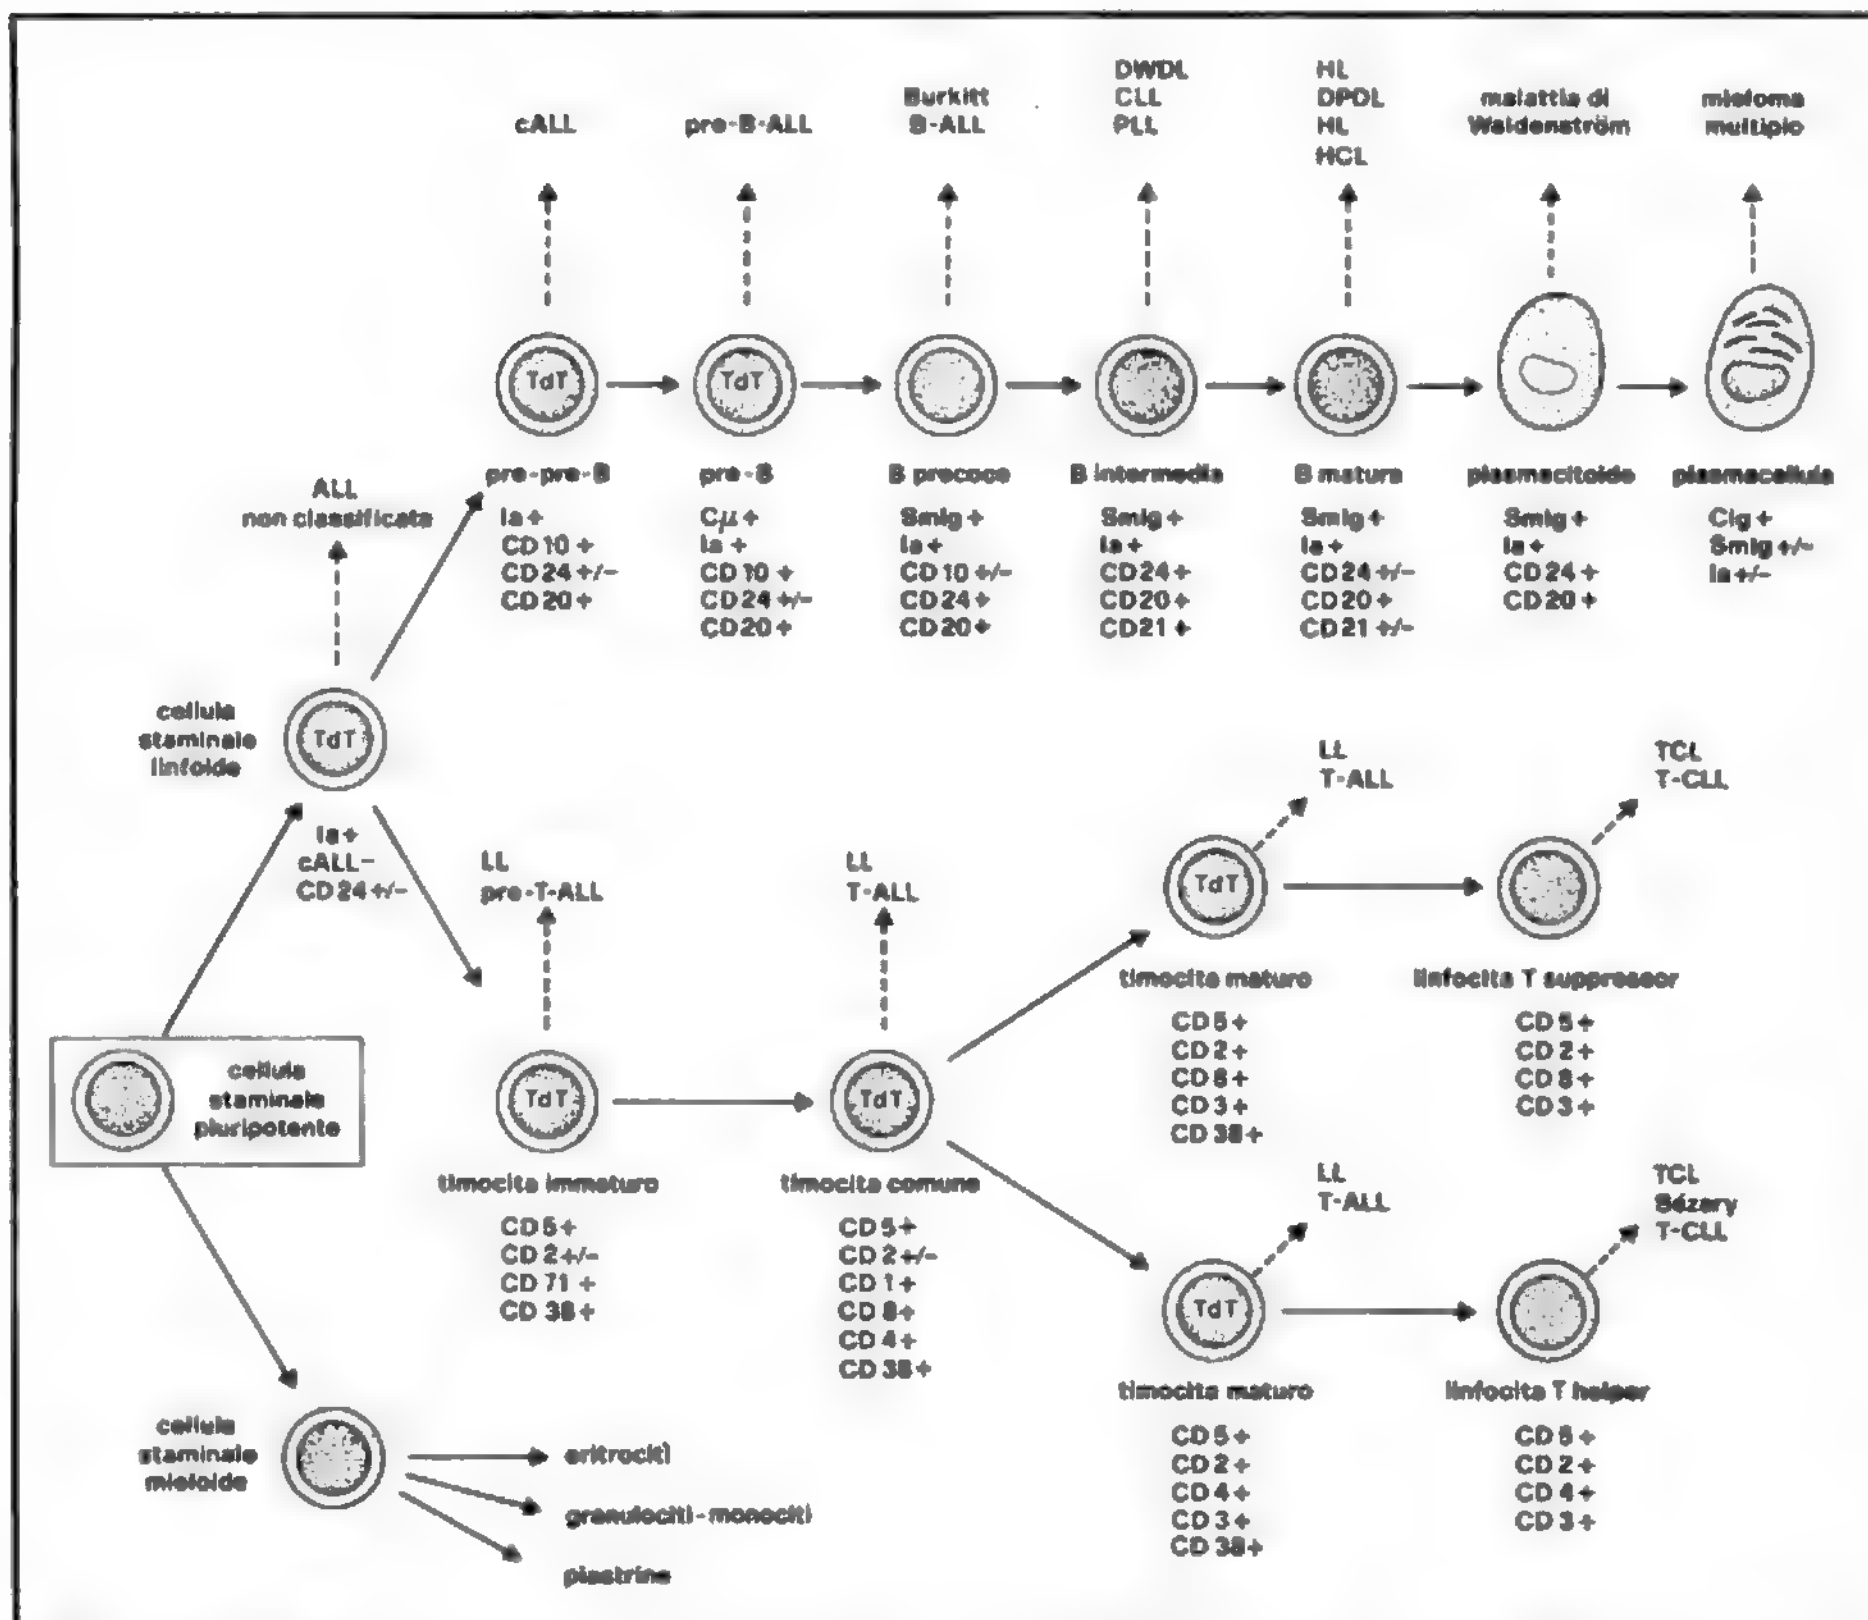 cALL
pre-B-ALL
Burkitt
B-ALL
DWDL
CLL
PLL
HL
DPDL
HL
HCL
malattia di
Waldenström
mieloma
multiplo
TdT
TdT
pre-pre-B
Ia +
CD 10 +
CD 24 +/-
CD 20 +
pre-B
Cµ +
Ia +
CD 10 +
CD 24 +/-
CD 20 +
B precoce
SmIg +
Ia +
CD 10 +/-
CD 24 +
CD 20 +
B intermedia
SmIg +
Ia +
CD 24 +
CD 20 +
CD 21 +
B matura
SmIg +
Ia +
CD 24 +/-
CD 20 +
CD 21 +/-
plasmacitoide
SmIg +
Ia +
CD 24 +
CD 20 +
plasmacellula
CIg +
SmIg +/-
Ia +/-
ALL
non classificata
cellula
staminale
linfoide
TdT
Ia +
cALL-
CD 24 +/-
LL
pre-T-ALL
LL
T-ALL
LL
T-ALL
TCL
T-CLL
TdT
timocita maturo
CD 5 +
CD 2 +
CD 8 +
CD 3 +
CD 38 +
linfocita T suppressor
CD 5 +
CD 2 +
CD 8 +
CD 3 +
cellula
staminale
pluripotente
TdT
timocita immaturo
CD 5 +
CD 2 +/-
CD 71 +
CD 38 +
TdT
timocita comune
CD 5 +
CD 2 +/-
CD 1 +
CD 8 +
CD 4 +
CD 38 +
LL
T-ALL
TCL
Sézary
T-CLL
TdT
timocita maturo
CD 5 +
CD 2 +
CD 4 +
CD 3 +
CD 38 +
linfocita T helper
CD 5 +
CD 2 +
CD 4 +
CD 3 +
cellula
staminale
mieloide
eritrociti
granulociti - monociti
piastrine